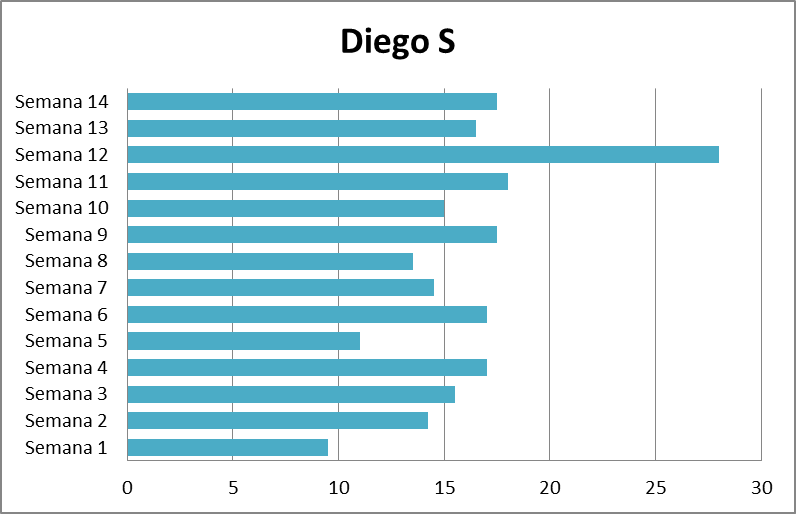 Diego S
Semana 14
Semana 13
Semana 12
Semana 11
Semana 10
Semana 9
Semana 8
Semana 7
Semana 6
Semana 5
Semana 4
Semana 3
Semana 2
Semana 1
0 5 10 15 20 25 30